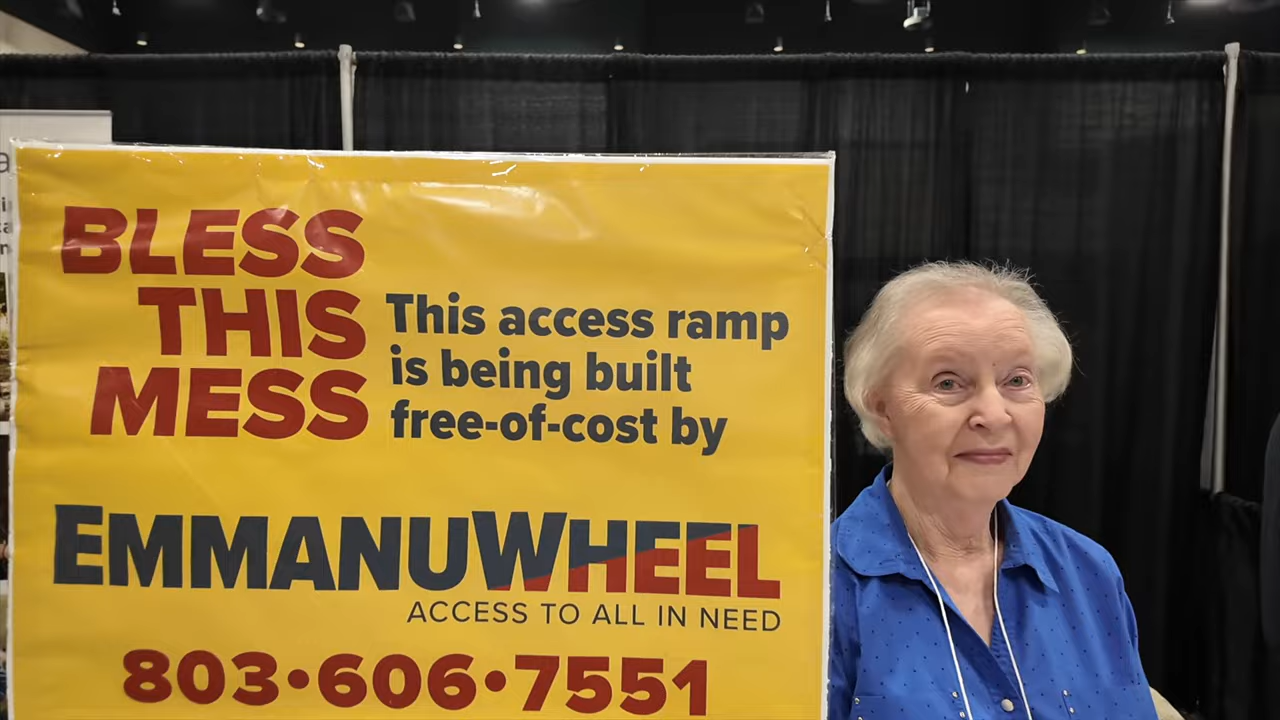 BLESS
THIS
MESS
This access ramp
is being built
free-of-cost by
EMMANUWHEEL
ACCESS TO ALL IN NEED
803•606•7551